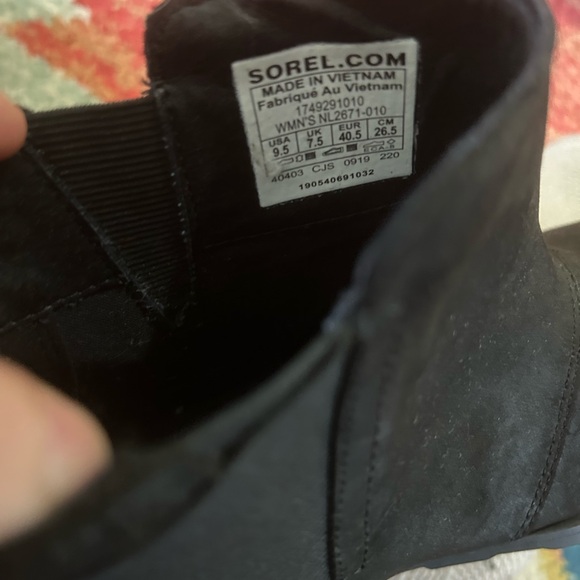 SOREL.COM
MADE IN VIETNAM
Fabriqué Au Vietnam
1749291010
WMN'S NL2671-010
USA UK EUR CM
9.5 7.5 40.5 26.5
40403 CJS 0919 220
190540691032